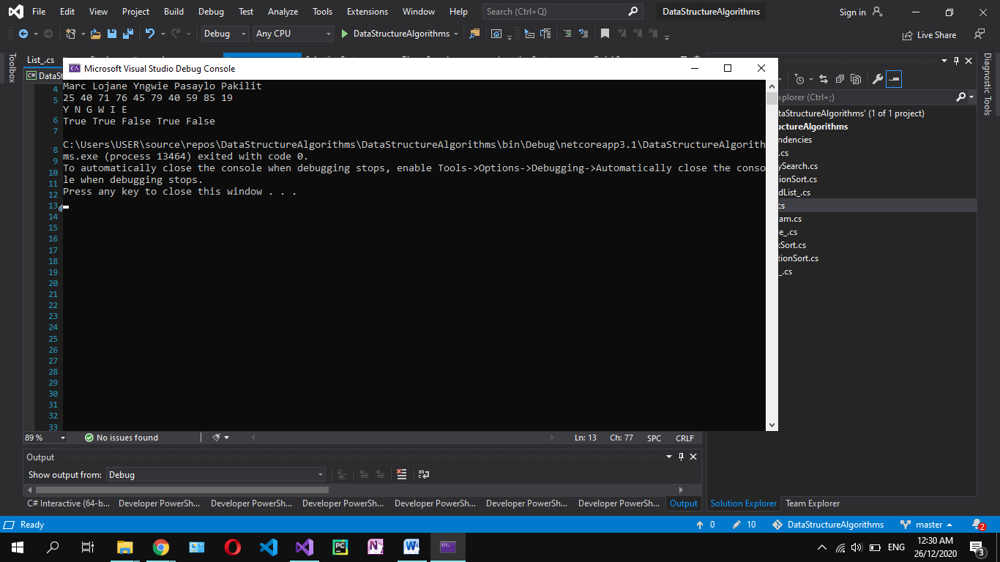 File Edit View Project Build Debug Test Analyze Tools Extensions Window Help Search (Ctrl+Q) DataStructureAlgorithms Sign in
Debug Any CPU DataStructureAlgorithms Live Share
List_.cs
Microsoft Visual Studio Debug Console
Toolbox
C# DataSt
Marc Lojane Yngwie Pasaylo Pakilit
25 40 71 76 45 79 40 59 85 19
Y N G W I E
True True False True False
C:\Users\USER\source\repos\DataStructureAlgorithms\DataStructureAlgorithms\bin\Debug\netcoreapp3.1\DataStructureAlgorith
ms.exe (process 13464) exited with code 0.
To automatically close the console when debugging stops, enable Tools->Options->Debugging->Automatically close the conso
le when debugging stops.
Press any key to close this window . . .
4
5
6
7
8
9
10
11
12
13
14
15
16
17
18
19
20
21
22
23
24
25
26
27
28
29
30
31
32
33
xplorer (Ctrl+;)
taStructureAlgorithms' (1 of 1 project)
uctureAlgorithms
ndencies
.cs
ySearch.cs
tionSort.cs
dList_.cs
cs
am.cs
e_.cs
kSort.cs
tionSort.cs
_.cs
Diagnostic Tools
89 % No issues found Ln: 13 Ch: 77 SPC CRLF
Output
Show output from: Debug
C# Interactive (64-b... Developer PowerSh... Developer PowerSh... Developer PowerSh... Developer PowerSh... Developer PowerSh... Developer PowerSh... Output Solution Explorer Team Explorer
Ready 0 10 DataStructureAlgorithms master 2
ENG 12:30 AM
26/12/2020 3